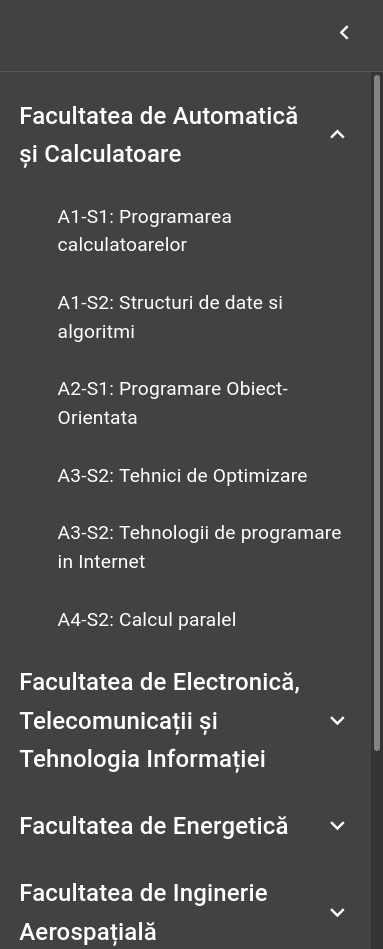 Facultatea de Automatică
și Calculatoare
A1-S1: Programarea
calculatoarelor
A1-S2: Structuri de date si
algoritmi
A2-S1: Programare Obiect-
Orientata
A3-S2: Tehnici de Optimizare
A3-S2: Tehnologii de programare
in Internet
A4-S2: Calcul paralel
Facultatea de Electronică,
Telecomunicații și
Tehnologia Informației
Facultatea de Energetică
Facultatea de Inginerie
Aerospațială